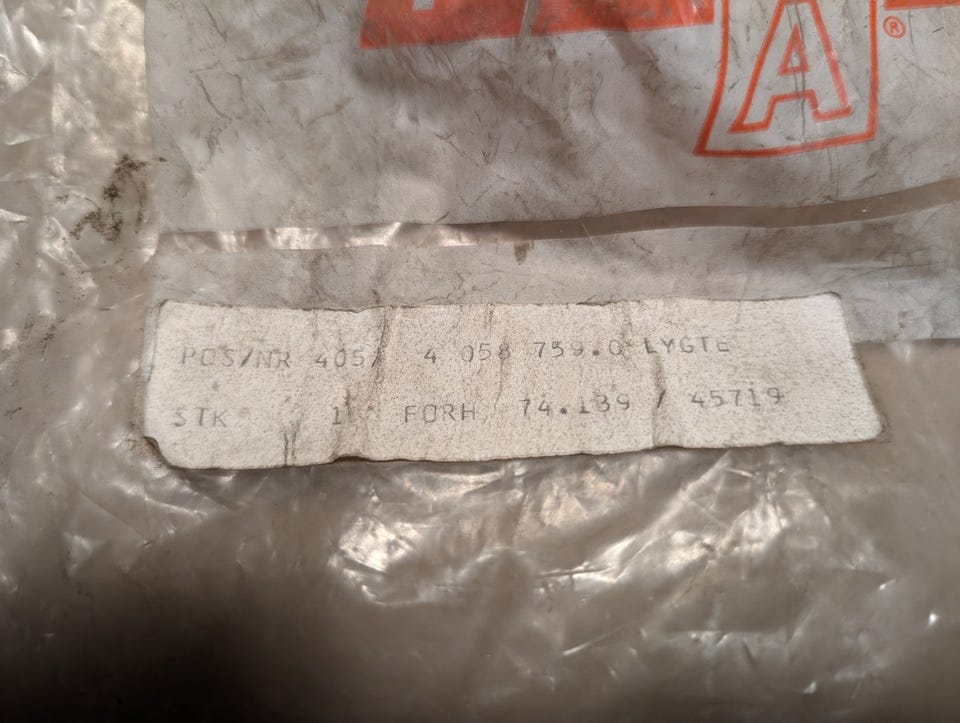 A ®
POS/NR 405/ 4 058 759.0 LYGTE
STK 1 FORH 74.139 / 45719